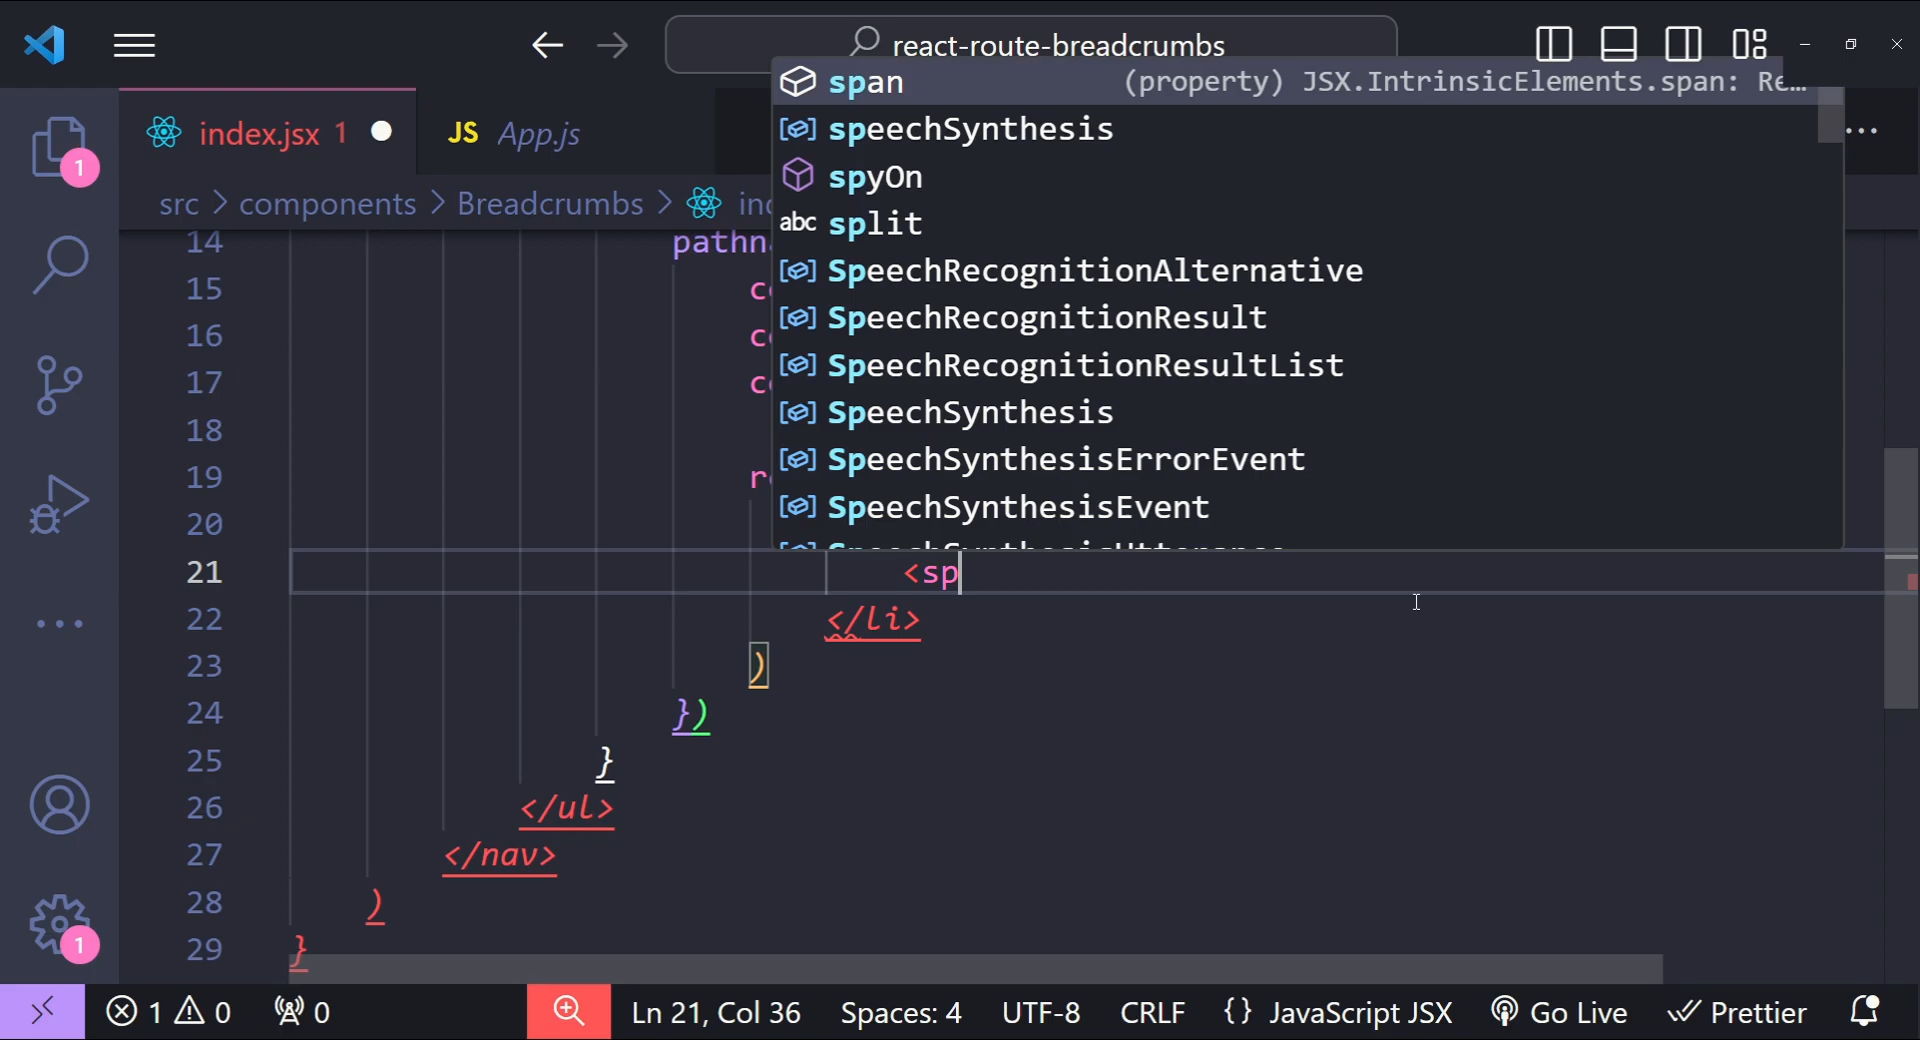 react-route-breadcrumbs
span (property) JSX.IntrinsicElements.span: Re…
index.jsx 1
JS App.js
speechSynthesis
spyOn
src > components > Breadcrumbs >
abc split
14 pathn
SpeechRecognitionAlternative
15 c
SpeechRecognitionResult
16 c
SpeechRecognitionResultList
17 c
SpeechSynthesis
18
SpeechSynthesisErrorEvent
19 r
SpeechSynthesisEvent
20
21 <sp
22 </li>
23 )
24 })
25 }
26 </ul>
27 </nav>
28 )
29 }
1
1
1 0 0 Ln 21, Col 36 Spaces: 4 UTF-8 CRLF {} JavaScript JSX Go Live Prettier